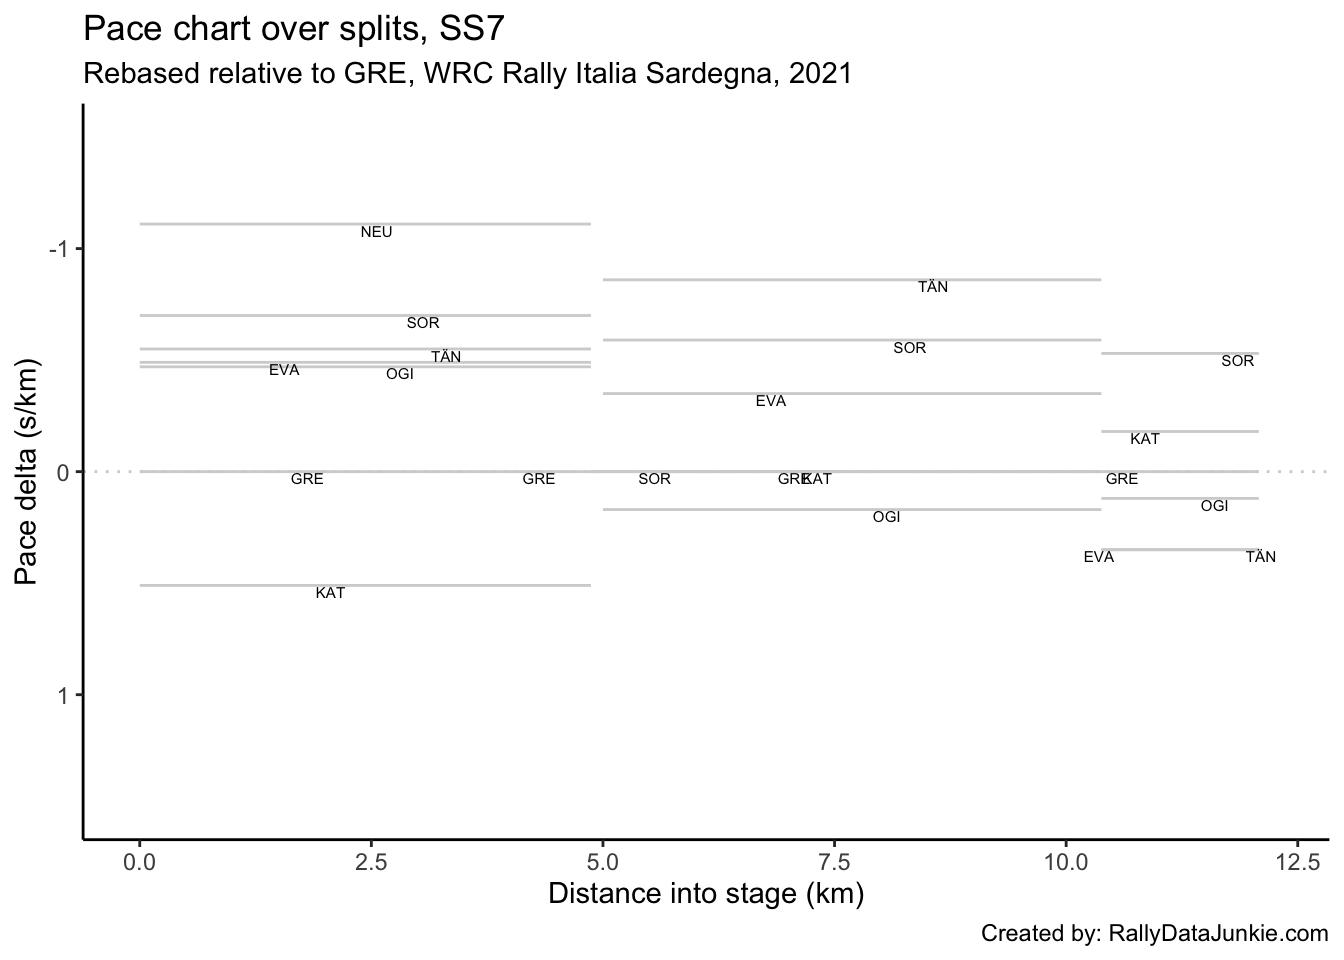 Pace chart over splits, SS7
Rebased relative to GRE, WRC Rally Italia Sardegna, 2021
Pace delta (s/km)
-1
0
1
NEU
TÄN
SOR
SOR
TÄN
SOR
EVA
OGI
EVA
KAT
GRE
GRE
SOR
GRE
KAT
GRE
OGI
OGI
EVA
TÄN
KAT
0.0 2.5 5.0 7.5 10.0 12.5
Distance into stage (km)
Created by: RallyDataJunkie.com